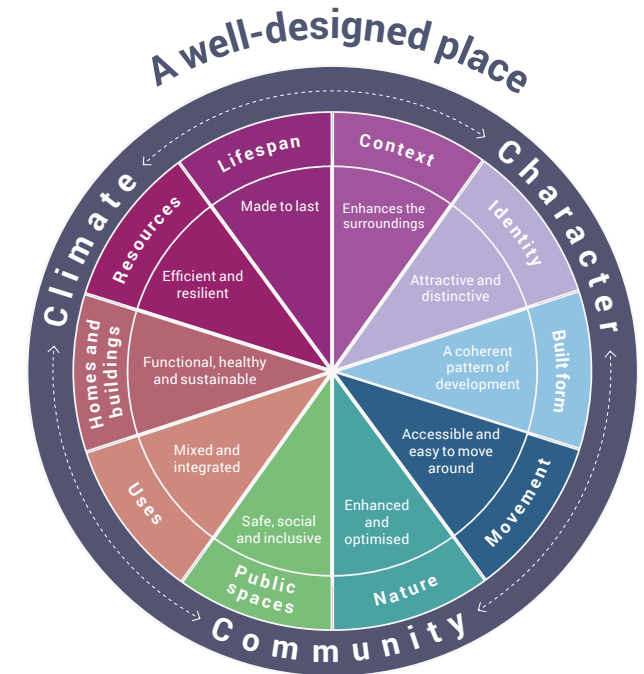 A well-designed place
Climate
Character
Community
Context
Enhances the
surroundings
Identity
Attractive and
distinctive
Built form
A coherent
pattern of
development
Movement
Accessible and
easy to move
around
Nature
Enhanced
and
optimised
Public
spaces
Safe, social
and inclusive
Uses
Mixed and
integrated
Homes and
buildings
Functional, healthy
and sustainable
Resources
Efficient and
resilient
Lifespan
Made to last